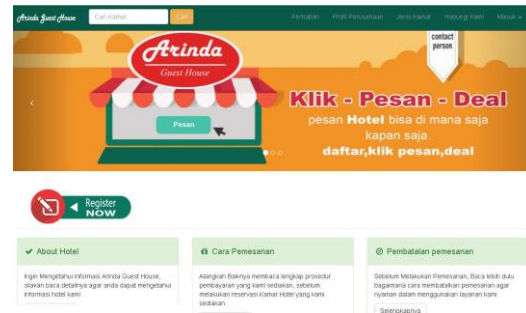 Arinda Guest House
Cari Kamar
Cari
Perhatian Profil Perusahaan Jenis Kamar Hubungi Kami Masuk
contact
person
Arinda
Guest House
Klik - Pesan - Deal
pesan Hotel bisa di mana saja
kapan saja.
daftar,klik pesan,deal
Pesan
Register
NOW
About Hotel
Ingin Mengetahui informasi Arinda Guest House,
silakan baca detailnya agar anda dapat mengetahui
informasi hotel kami
Cara Pemesanan
Alangkah Baiknya membaca lengkap prosedur
pembayaran yang kami sediakan, sebelum
melakukan reservasi Kamar Hotel yang kami
sediakan.
Pembatalan pemesanan
Sebelum Melakukan Pemesanan, Baca lebih dulu
bagaimana cara membatalkan pemesanan agar
nyaman dalam menggunakan layanan kami
Selengkapnya